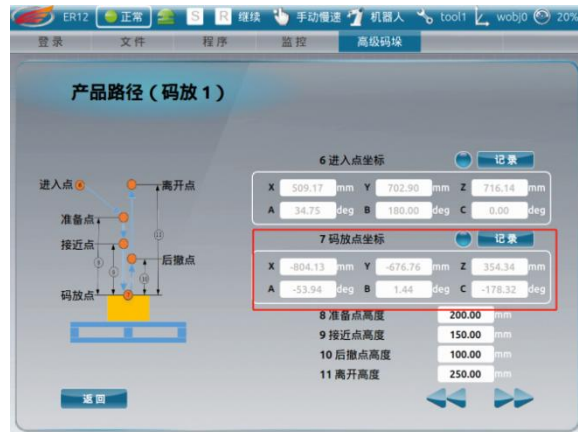 ER12 正常 S R 继续 手动慢速 机器人 tool1 wobj0 20%
登录 文件 程序 监控 高级码垛
产品路径（码放1）
6 进入点坐标 记录
X 509.17 mm Y 702.90 mm Z 716.14 mm
A 34.75 deg B 180.00 deg C 0.00 deg
7 码放点坐标 记录
X -804.13 mm Y -676.76 mm Z 354.34 mm
A -53.94 deg B 1.44 deg C -178.32 deg
8 准备点高度 200.00 mm
9 接近点高度 150.00 mm
10 后撤点高度 100.00 mm
11 离开高度 250.00 mm
进入点 6 离开点
准备点
接近点
后撤点
码放点 7
8 9 10 11
返回